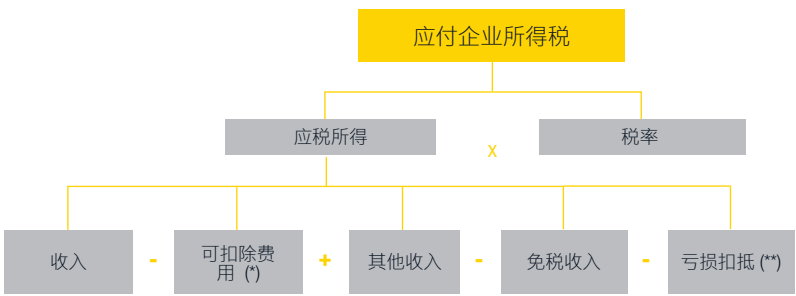 应付企业所得税
应税所得
x
税率
收入
-
可扣除费
用 (*)
+
其他收入
-
免税收入
-
亏损扣抵 (**)